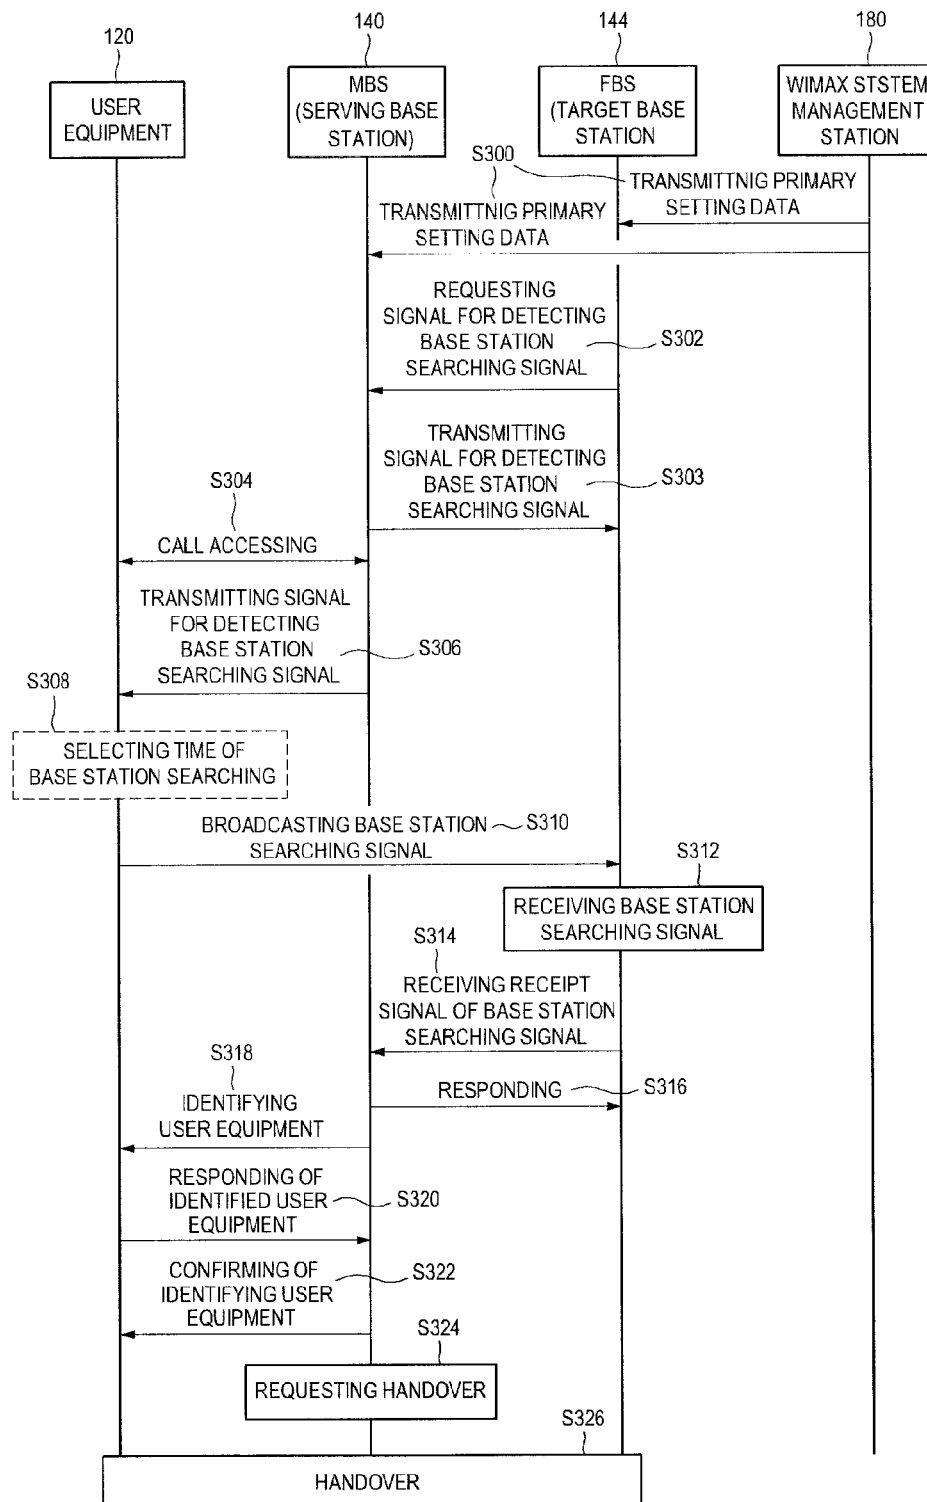 120
140
144
180
USER
EQUIPMENT
MBS
(SERVING BASE
STATION)
FBS
(TARGET BASE
STATION
WIMAX STSTEM
MANAGEMENT
STATION
S300
TRANSMITTNIG PRIMARY
SETTING DATA
TRANSMITTNIG PRIMARY
SETTING DATA
REQUESTING
SIGNAL FOR DETECTING
BASE STATION
SEARCHING SIGNAL
S302
TRANSMITTING
SIGNAL FOR DETECTING
BASE STATION
SEARCHING SIGNAL
S303
S304
CALL ACCESSING
TRANSMITTING SIGNAL
FOR DETECTING
BASE STATION
SEARCHING SIGNAL
S306
S308
SELECTING TIME OF
BASE STATION SEARCHING
BROADCASTING BASE STATION
SEARCHING SIGNAL
S310
S312
RECEIVING BASE STATION
SEARCHING SIGNAL
S314
RECEIVING RECEIPT
SIGNAL OF BASE STATION
SEARCHING SIGNAL
RESPONDING
S316
S318
IDENTIFYING
USER EQUIPMENT
RESPONDING OF
IDENTIFIED USER
EQUIPMENT
S320
CONFIRMING OF
IDENTIFYING USER
EQUIPMENT
S322
S324
REQUESTING HANDOVER
S326
HANDOVER